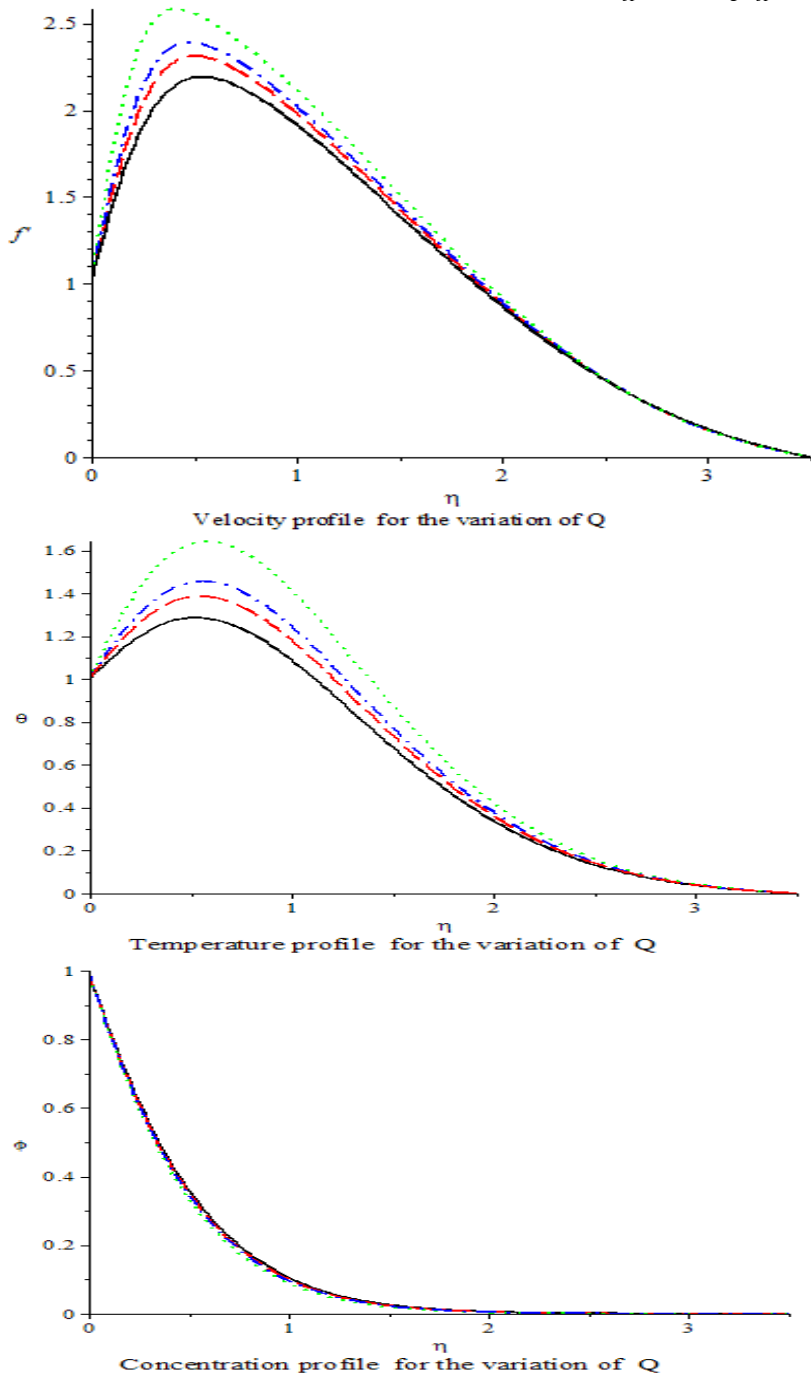 2.5
2
1.5
f'
1
0.5
0
0 1 2 3
η
Velocity profile for the variation of Q
1.6
1.4
1.2
1
θ 0.8
0.6
0.4
0.2
0
0 1 2 3
η
Temperature profile for the variation of Q
1
0.8
0.6
0.4
0.2
0
0 1 2 3
η
Concentration profile for the variation of Q